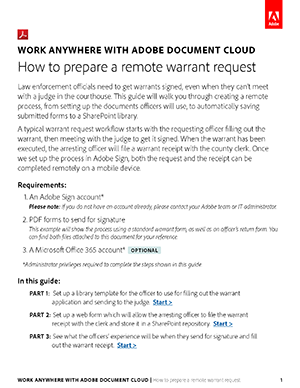 Adobe
WORK ANYWHERE WITH ADOBE DOCUMENT CLOUD
How to prepare a remote warrant request
Law enforcement officials need to get warrants signed, even when they can't meet
with a judge in the courthouse. This guide will walk you through creating a remote
process, from setting up the documents officers will use, to automatically saving
submitted forms to a SharePoint library.
A typical warrant request workflow starts with the requesting officer filling out the
warrant, then meeting with the judge to get it signed. When the warrant has been
executed, the arresting officer will file a warrant receipt with the county clerk. Once
we set up the process in Adobe Sign, both the request and the receipt can be
completed remotely on a mobile device.
Requirements:
1. An Adobe Sign account*
Please note: If you do not have an account already, please contact your Adobe team or IT administrator.
2. PDF forms to send for signature
This example will show the process using a standard warrant form, as well as an officer's return form. You
can find both files attached to this document for your reference.
3. A Microsoft Office 365 account* OPTIONAL
*Administrator privileges required to complete the steps shown in this guide
In this guide:
PART 1: Set up a library template for the officer to use for filling out the warrant
application and sending to the judge. Start >
PART 2: Set up a web form which will allow the arresting officer to file the warrant
receipt with the clerk and store it in a SharePoint repository. Start >
PART 3: See what the officers' experience will be when they send for signature and fill
out the warrant receipt. Start >
WORK ANYWHERE WITH ADOBE DOCUMENT CLOUD | How to prepare a remote warrant request 1